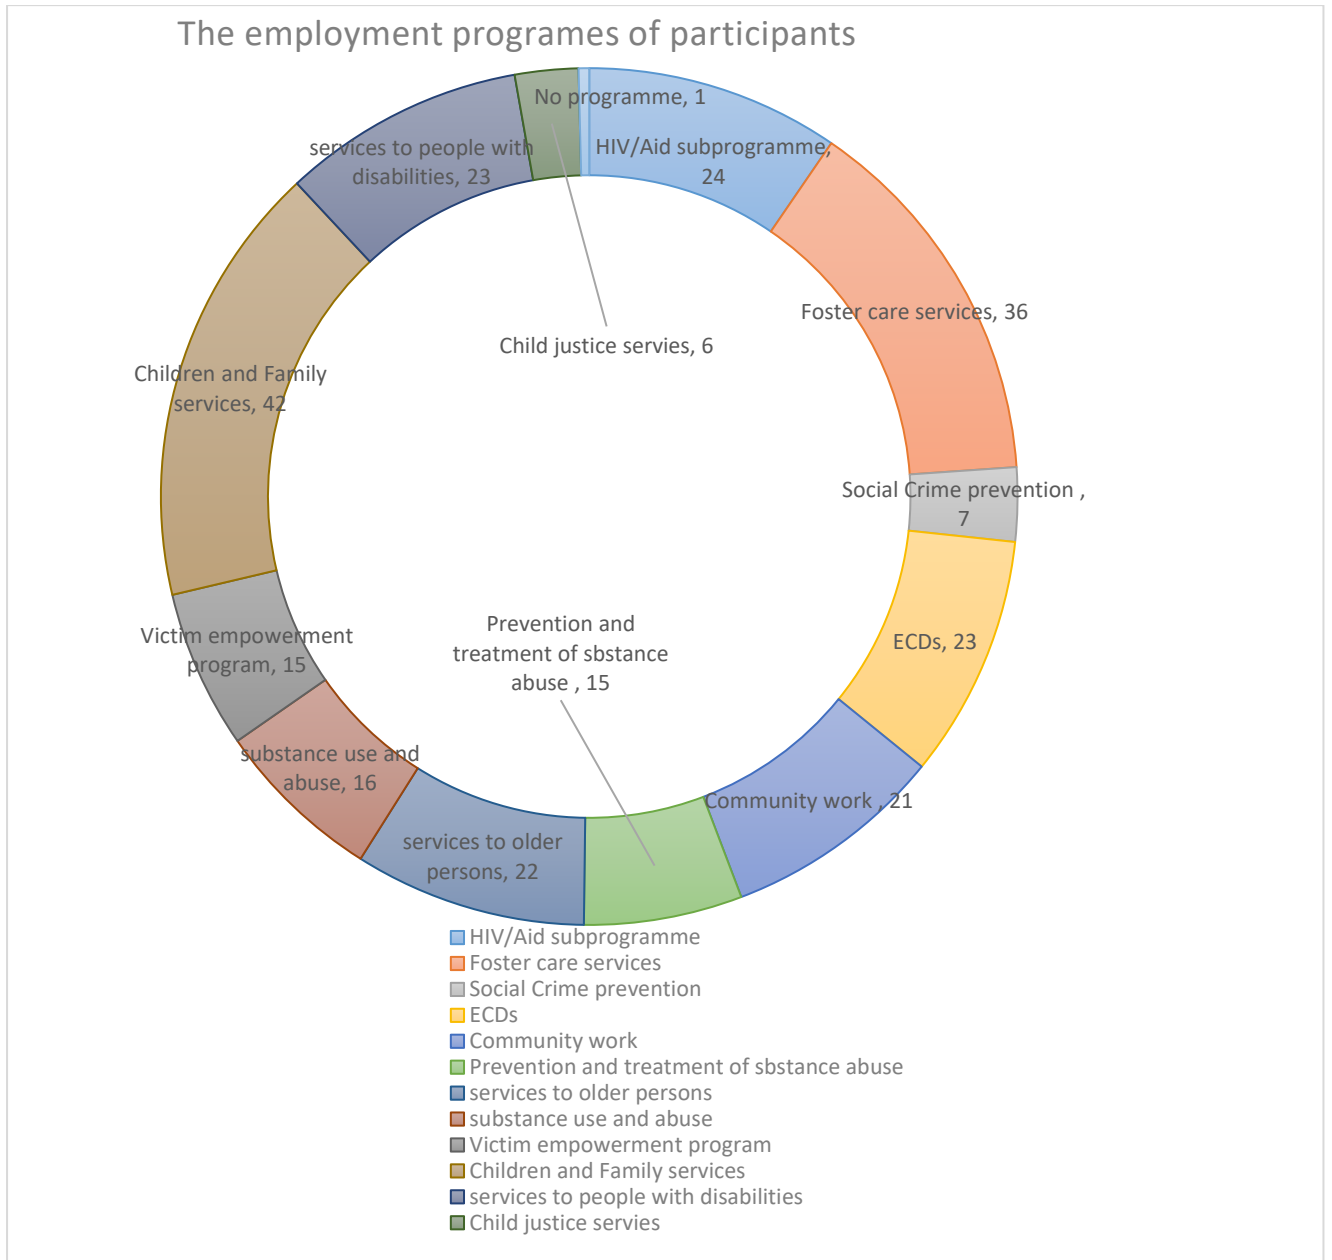 The employment programes of participants
No programme, 1
HIV/Aid subprogramme,
24
services to people with
disabilities, 23
Foster care services, 36
Child justice servies, 6
Children and Family
services, 42
Social Crime prevention ,
7
Prevention and
treatment of sbstance
abuse , 15
ECDs, 23
Victim empowerment
program, 15
substance use and
abuse, 16
Community work , 21
services to older
persons, 22
HIV/Aid subprogramme
Foster care services
Social Crime prevention
ECDs
Community work
Prevention and treatment of sbstance abuse
services to older persons
substance use and abuse
Victim empowerment program
Children and Family services
services to people with disabilities
Child justice servies